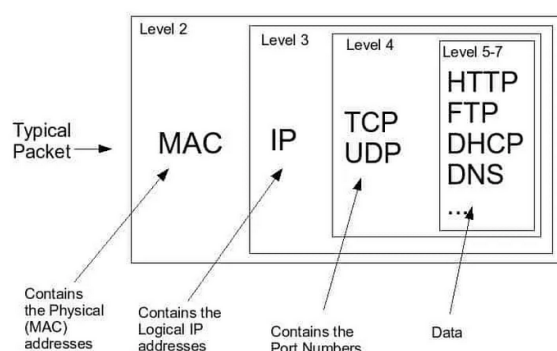 Level 2
Level 3
Level 4
Level 5-7
Typical
Packet
MAC
IP
TCP
UDP
HTTP
FTP
DHCP
DNS
...
Contains
the Physical
(MAC)
addresses
Contains the
Logical IP
addresses
Contains the
Port Numbers
Data